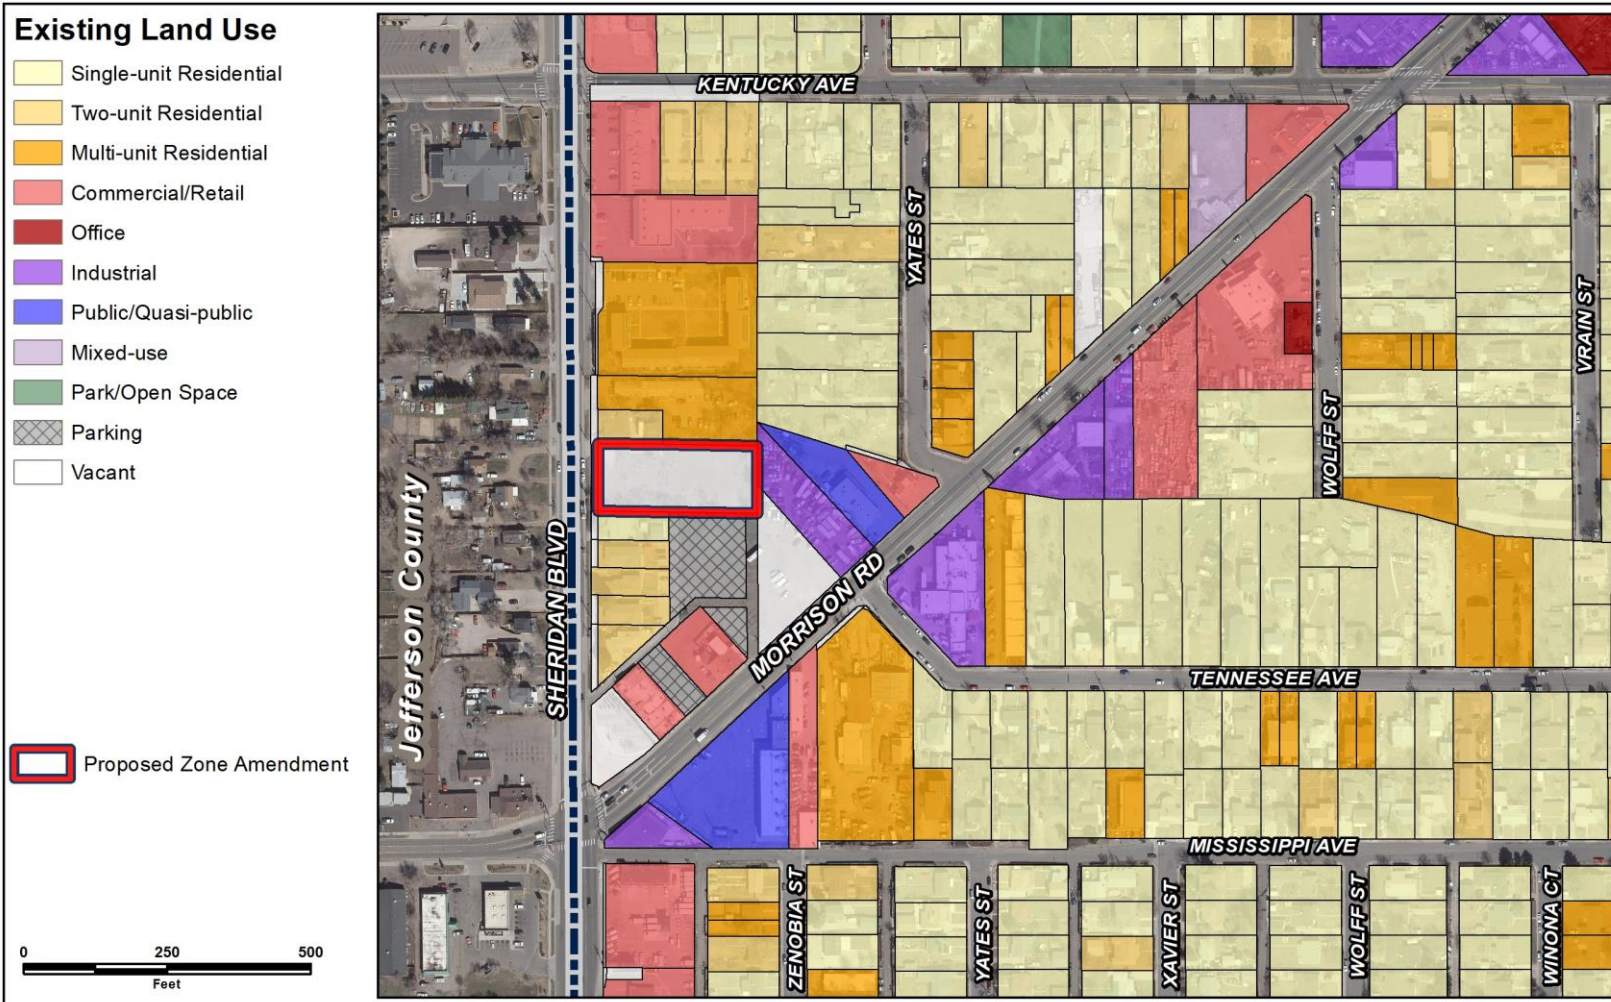 Existing Land Use
Single-unit Residential
Two-unit Residential
Multi-unit Residential
Commercial/Retail
Office
Industrial
Public/Quasi-public
Mixed-use
Park/Open Space
Parking
Vacant
Proposed Zone Amendment
0 250 500
Feet
KENTUCKY AVE
YATES ST
VRAIN ST
WOLFF ST
Jefferson County
SHERIDAN BLVD
MORRISON RD
TENNESSEE AVE
MISSISSIPPI AVE
ZENOBIA ST
YATES ST
XAVIER ST
WOLFF ST
WINONA CT